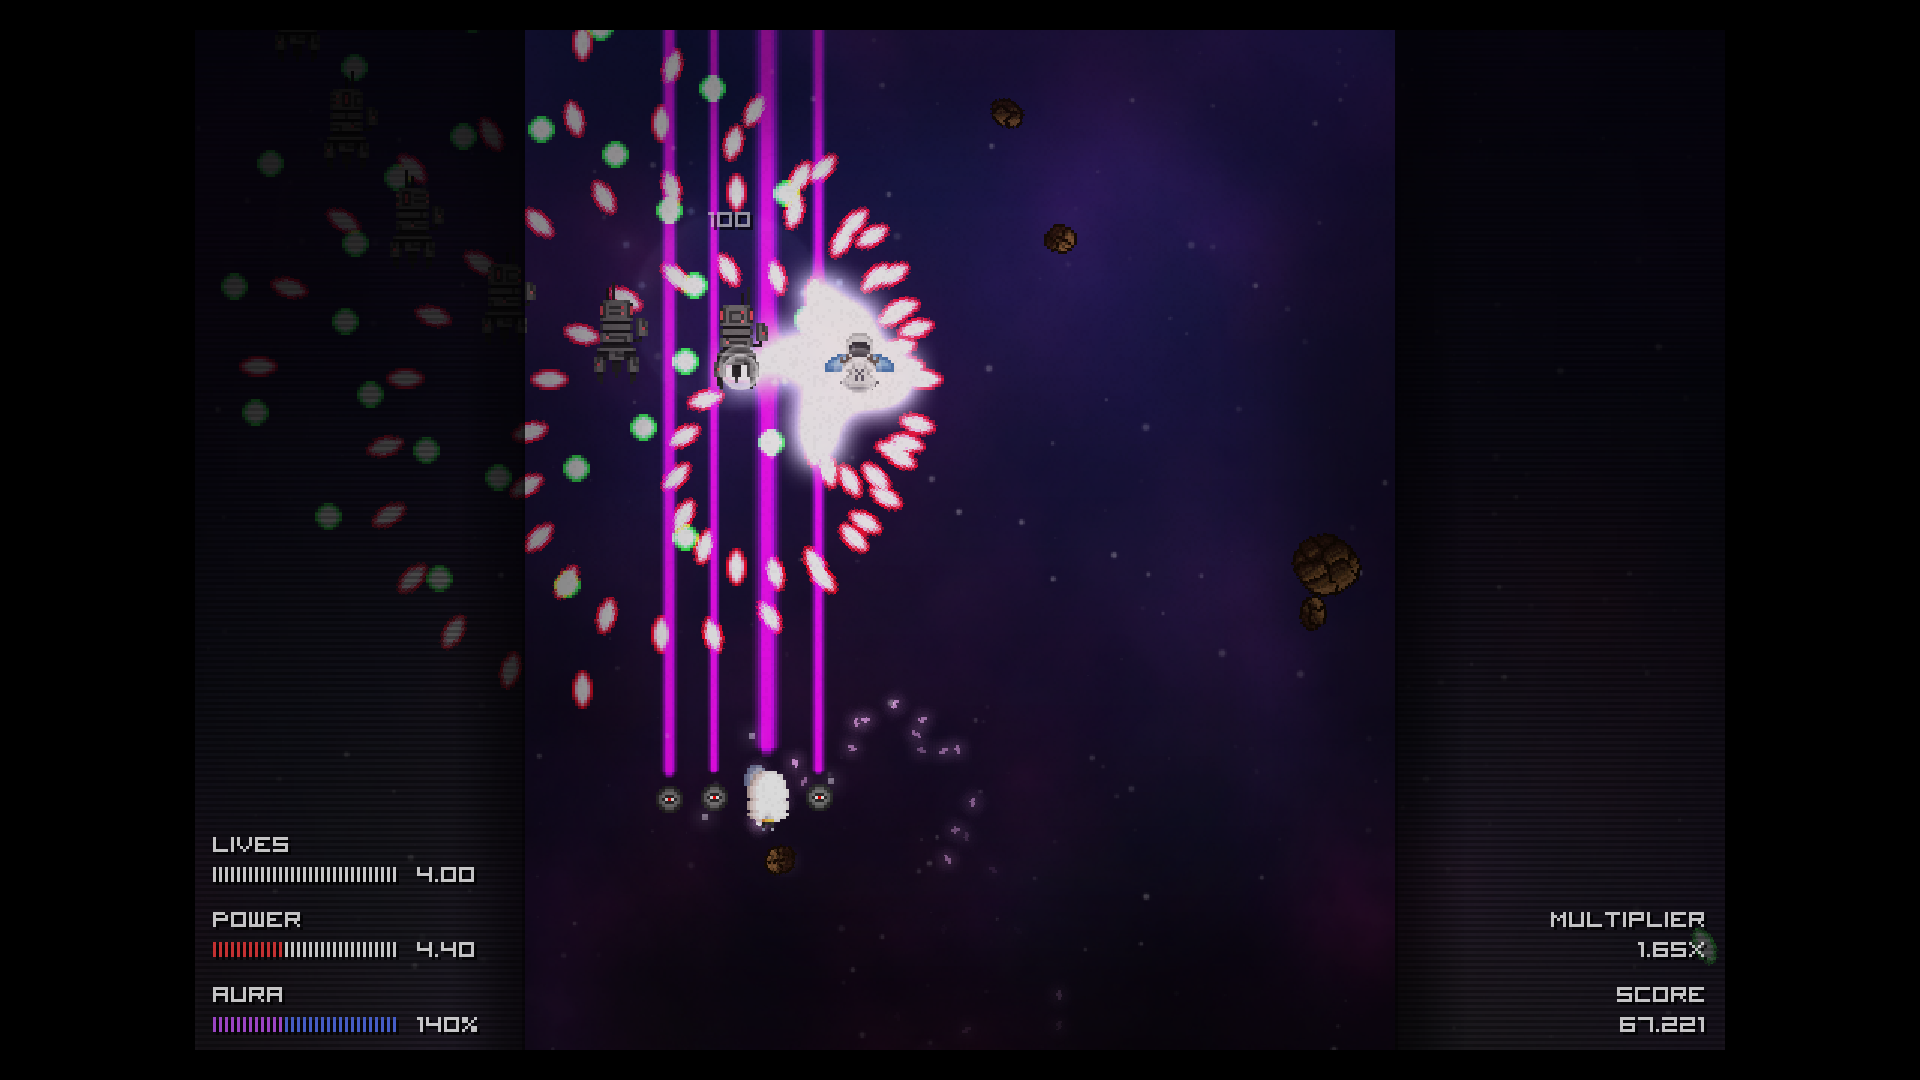 100
LIVES
4.00
POWER
4.40
AURA
140%
MULTIPLIER
1.65X
SCORE
67.221